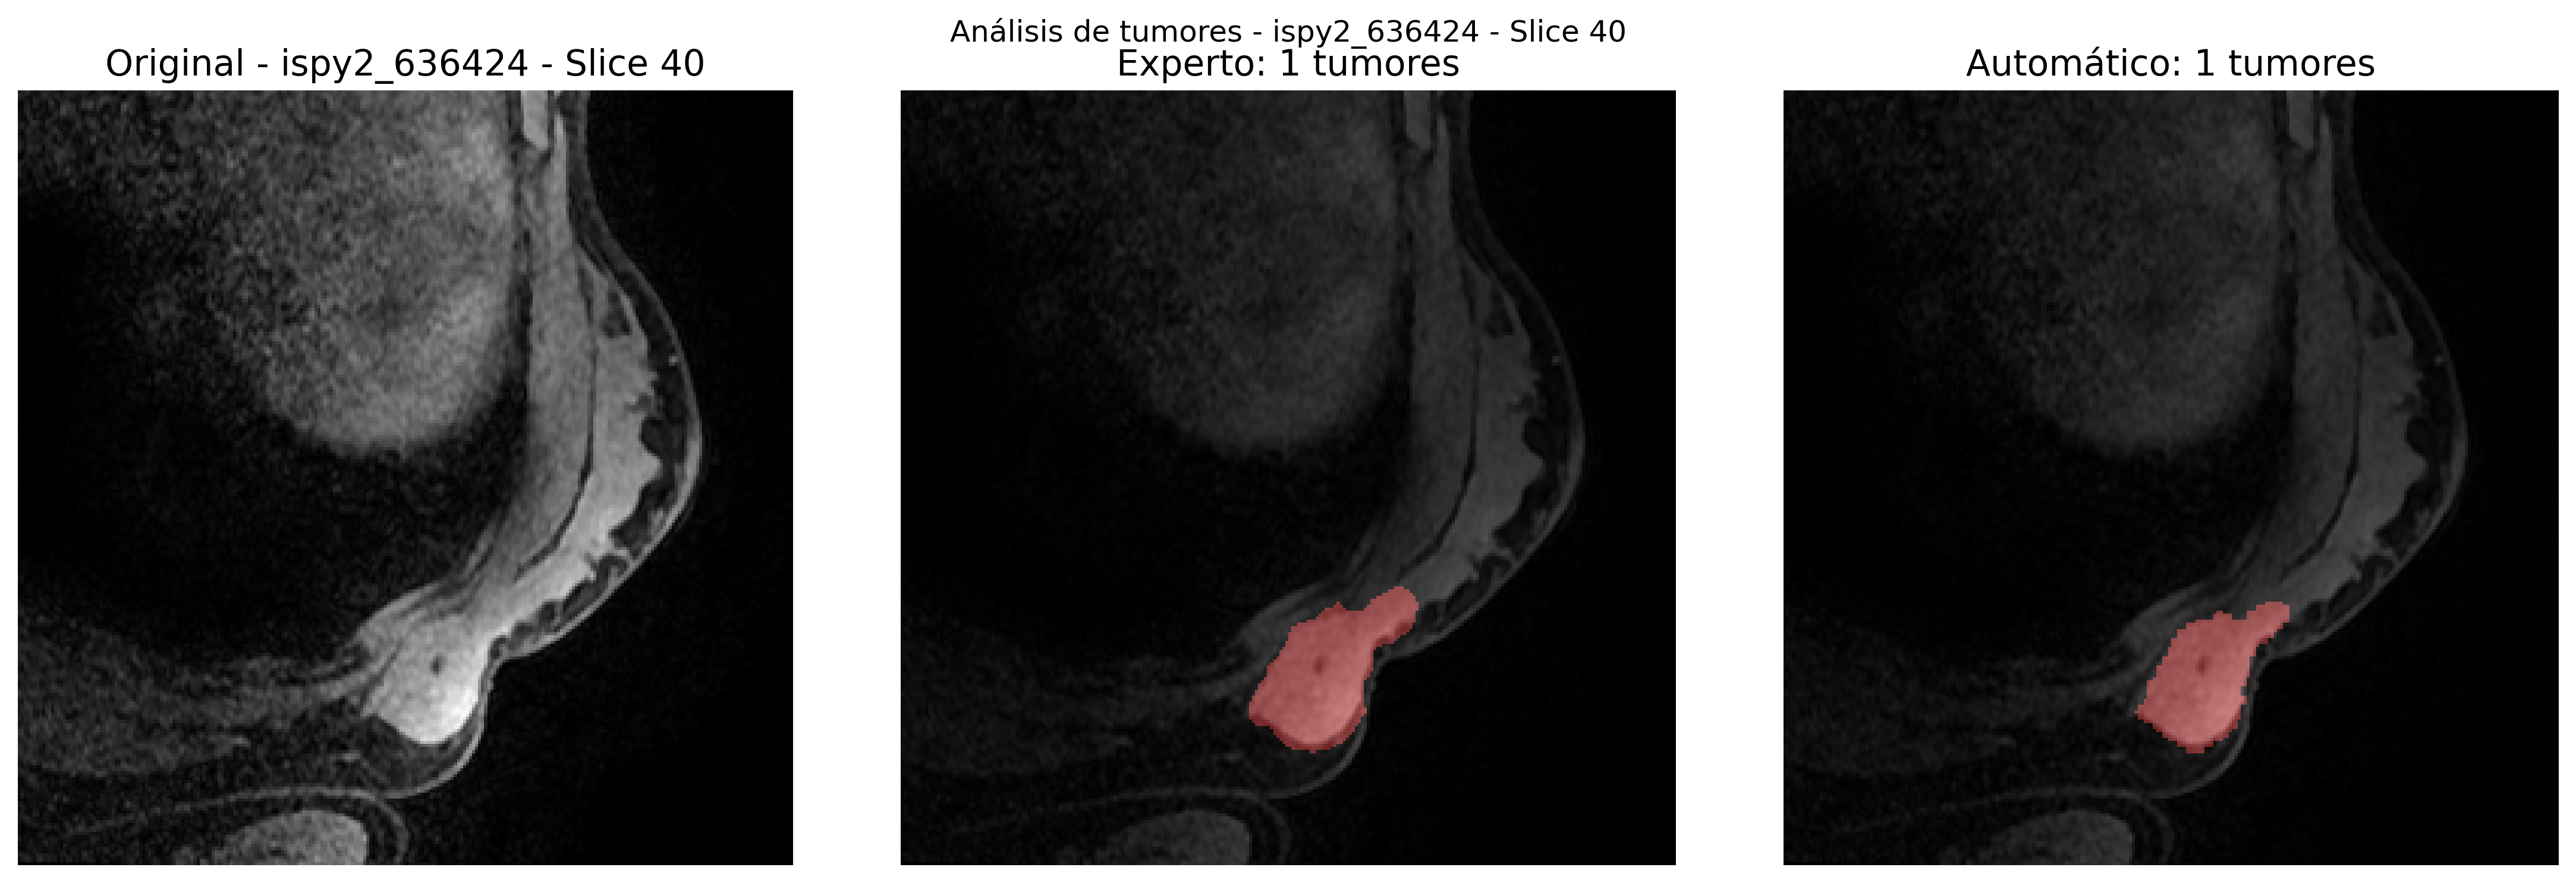 Análisis de tumores - ispy2_636424 - Slice 40
Original - ispy2_636424 - Slice 40
Experto: 1 tumores
Automático: 1 tumores